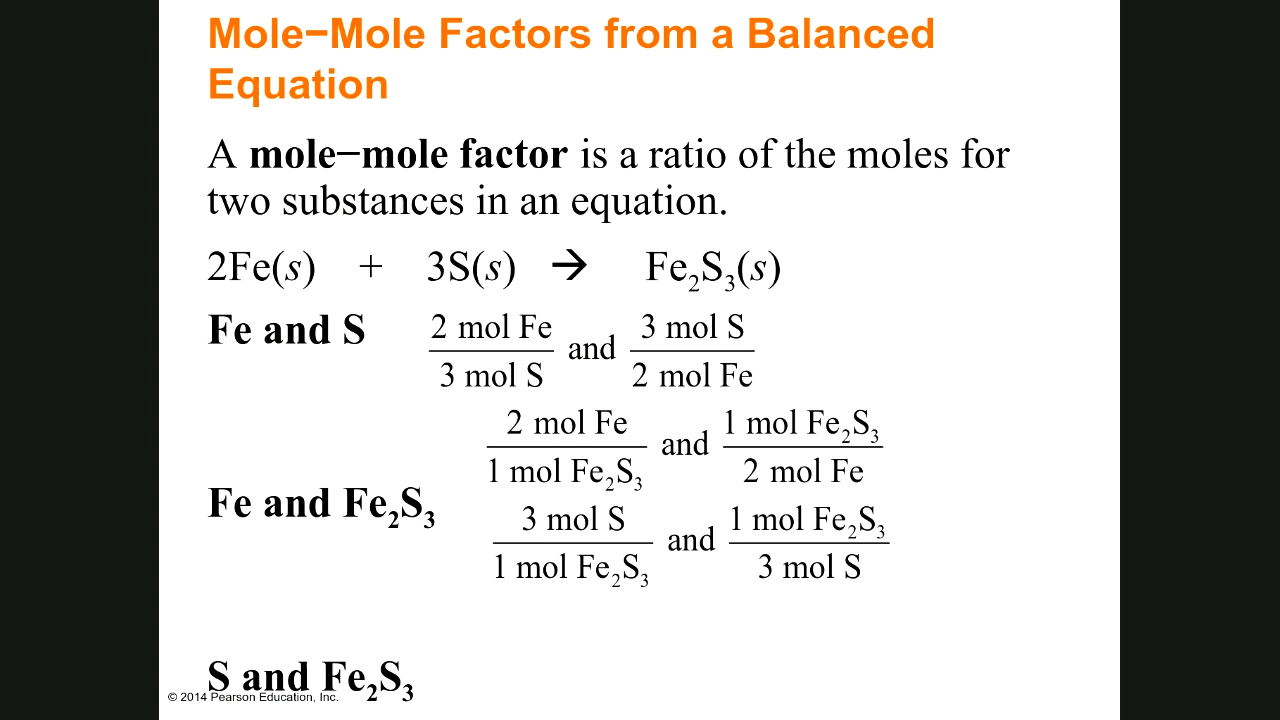 Mole−Mole Factors from a Balanced
Equation
A mole−mole factor is a ratio of the moles for
two substances in an equation.
2Fe(s) + 3S(s) → Fe₂S₃(s)
Fe and S 2 mol Fe / 3 mol S and 3 mol S / 2 mol Fe
2 mol Fe / 1 mol Fe₂S₃ and 1 mol Fe₂S₃ / 2 mol Fe
Fe and Fe₂S₃
3 mol S / 1 mol Fe₂S₃ and 1 mol Fe₂S₃ / 3 mol S
S and Fe₂S₃
© 2014 Pearson Education, Inc.